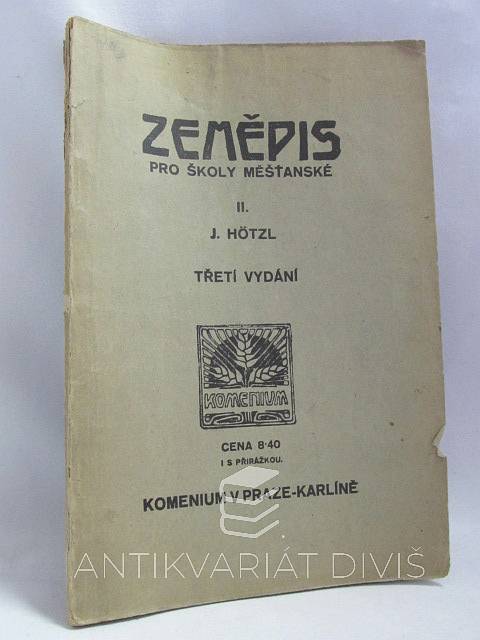 ZEMĚPIS
PRO ŠKOLY MĚŠŤANSKÉ
II.
J. HÖTZL
TŘETÍ VYDÁNÍ
KOMENIUM
CENA 8·40
I S PŘIRÁŽKOU.
KOMENIUM V PRAZE-KARLÍNĚ
ANTIKVARIÁT DIVIŠ